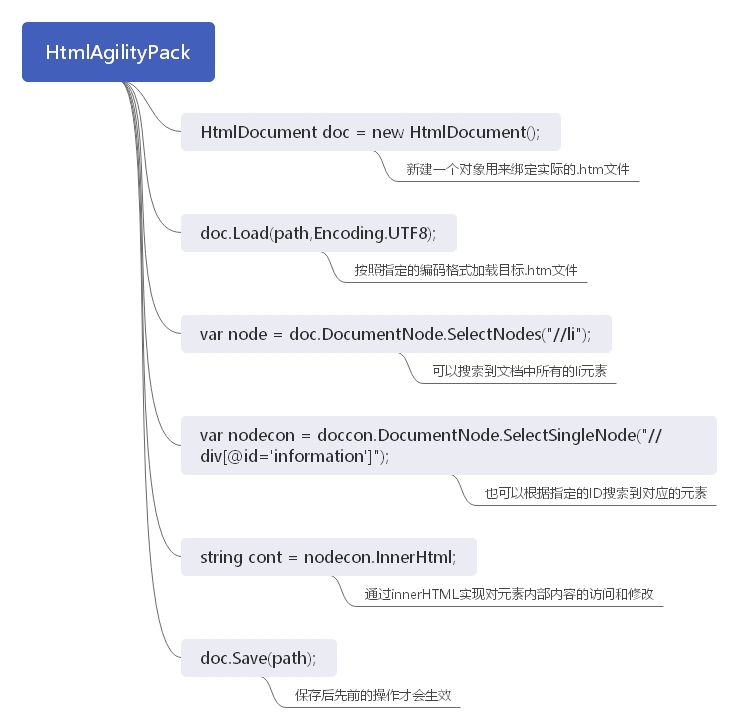 HtmlAgilityPack
HtmlDocument doc = new HtmlDocument();
新建一个对象用来绑定实际的.htm文件
doc.Load(path,Encoding.UTF8);
按照指定的编码格式加载目标.htm文件
var node = doc.DocumentNode.SelectNodes("//li");
可以搜索到文档中所有的li元素
var nodecon = doccon.DocumentNode.SelectSingleNode("//
div[@id='information']");
也可以根据指定的ID搜索到对应的元素
string cont = nodecon.InnerHtml;
通过innerHTML实现对元素内部内容的访问和修改
doc.Save(path);
保存后先前的操作才会生效